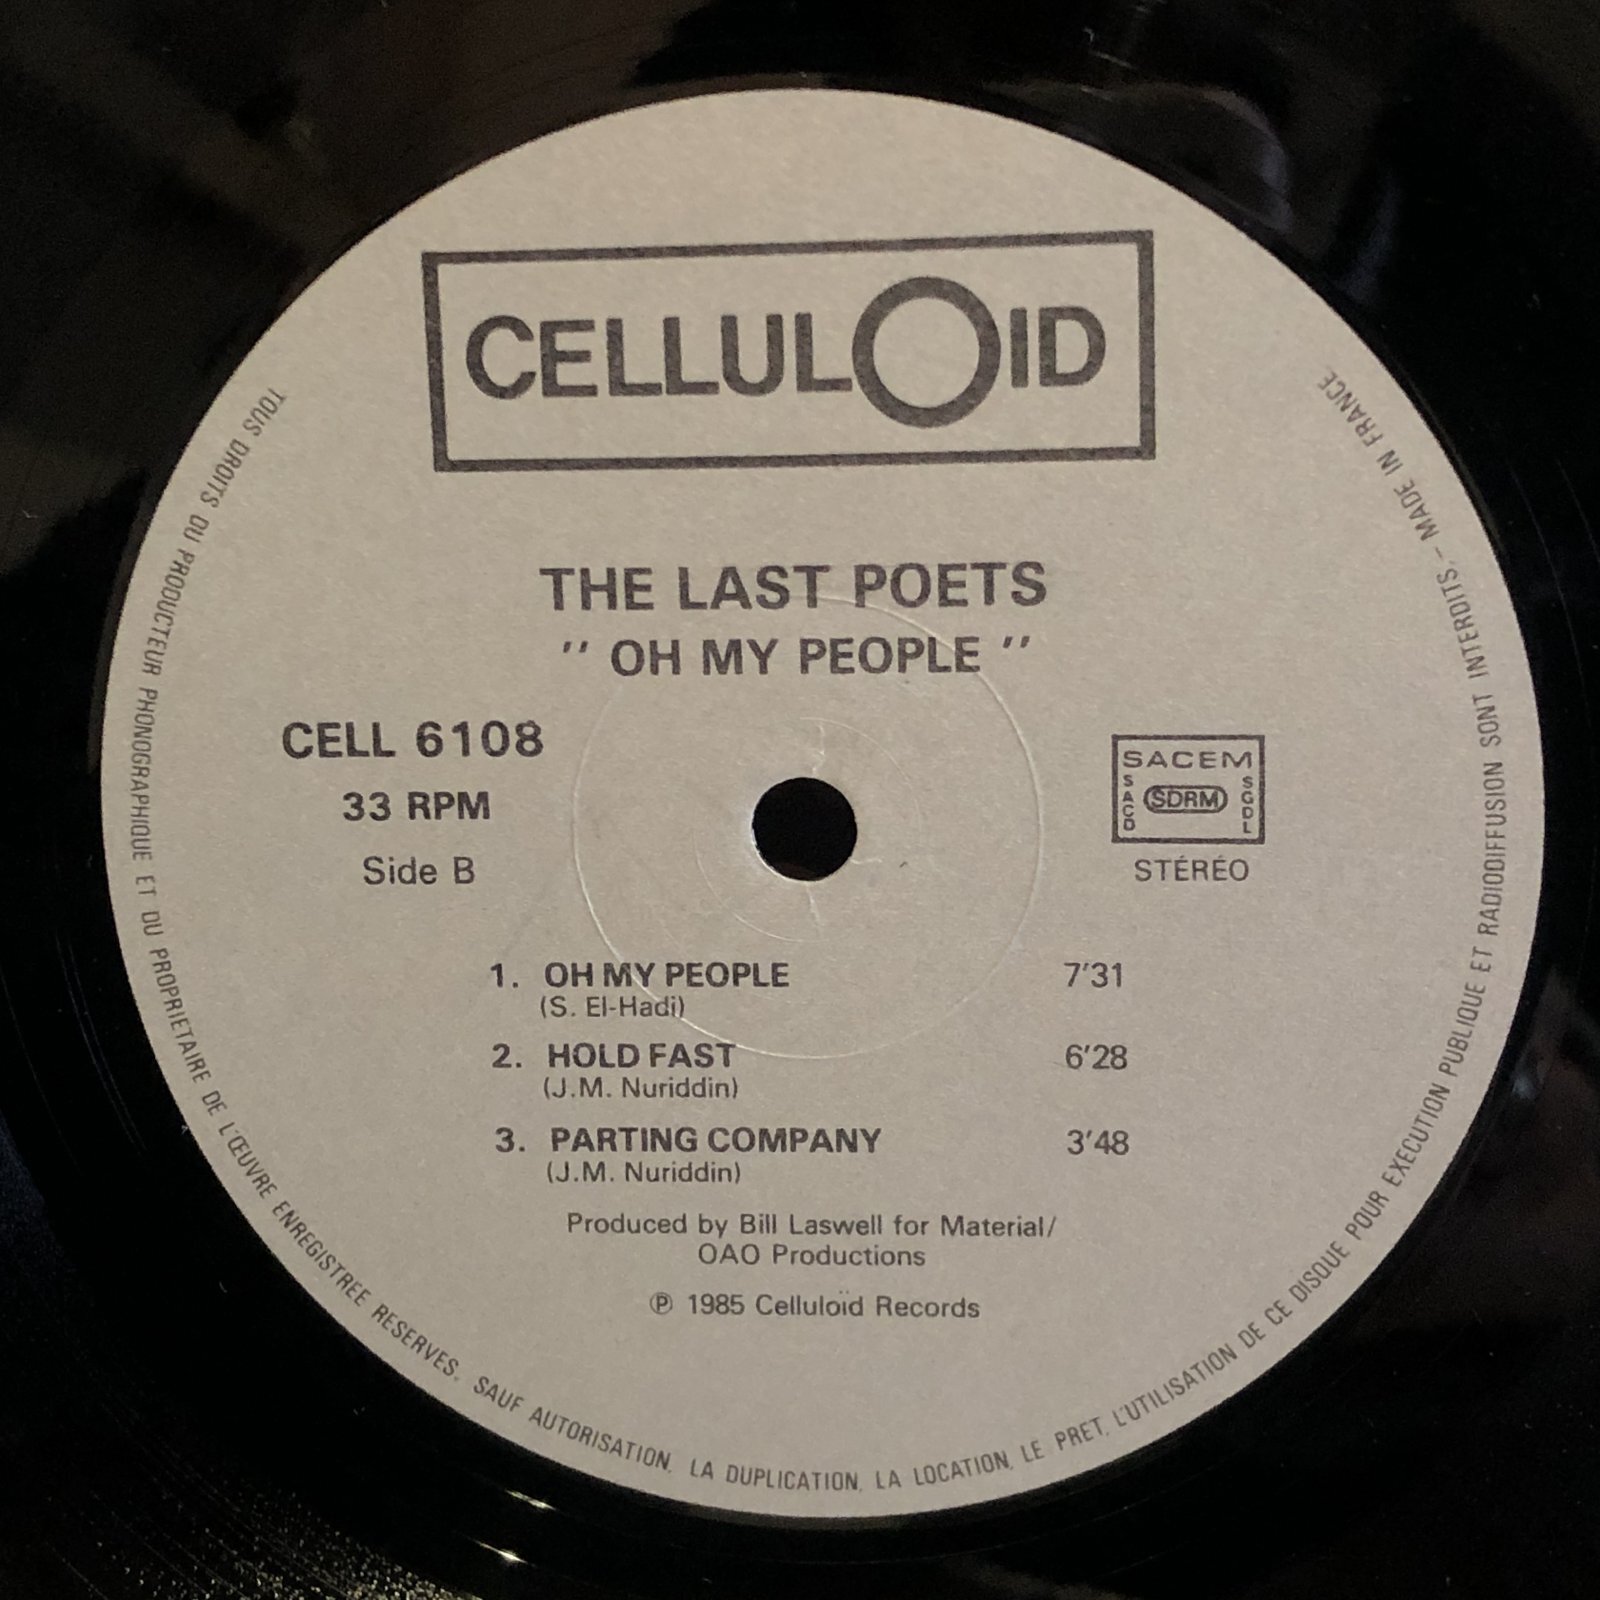 CELLULOID
THE LAST POETS
" OH MY PEOPLE "
CELL 6108
33 RPM
Side B
SACEM
SACD
SDRM
SGDL
STÉRÉO
1. OH MY PEOPLE 7'31
(S. El-Hadi)
2. HOLD FAST 6'28
(J.M. Nuriddin)
3. PARTING COMPANY 3'48
(J.M. Nuriddin)
Produced by Bill Laswell for Material/
OAO Productions
℗ 1985 Celluloïd Records
TOUS DROITS DU PRODUCTEUR PHONOGRAPHIQUE ET DU PROPRIETAIRE DE L'ŒUVRE ENREGISTREE RESERVES. SAUF AUTORISATION, LA DUPLICATION, LA LOCATION, LE PRET, L'UTILISATION DE CE DISQUE POUR EXECUTION PUBLIQUE ET RADIODIFFUSION SONT INTERDITS. - MADE IN FRANCE